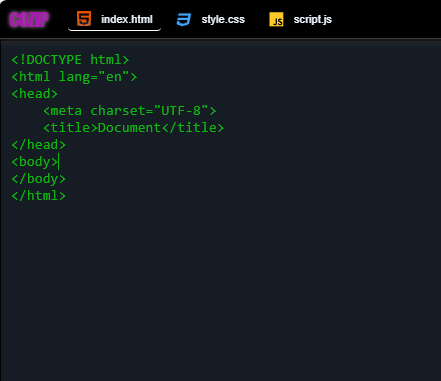 index.html style.css script.js
<!DOCTYPE html>
<html lang="en">
<head>
    <meta charset="UTF-8">
    <title>Document</title>
</head>
<body>
</body>
</html>